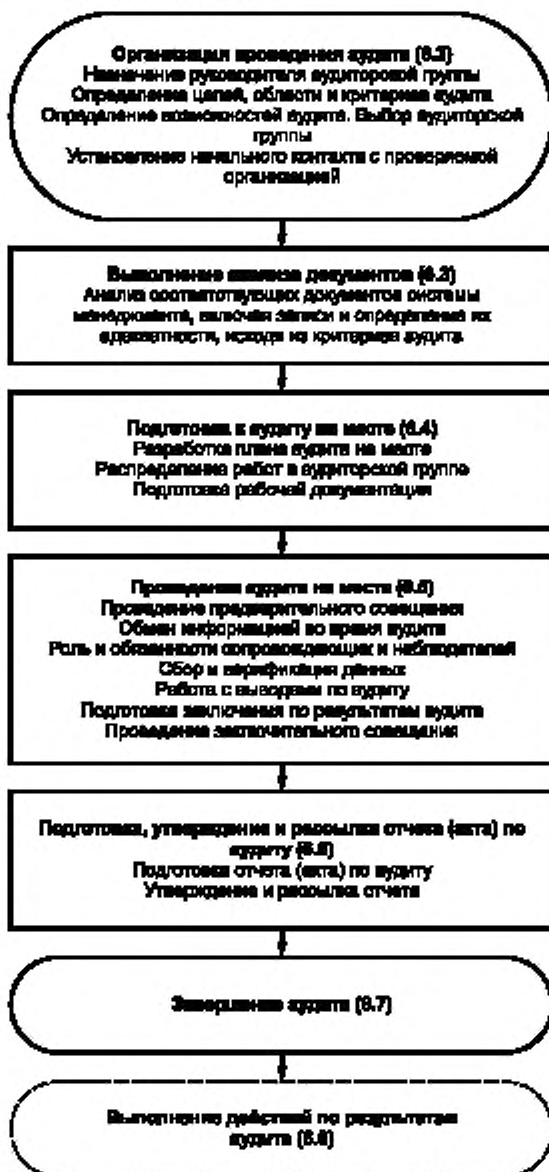 Организация проведения аудита (6.2)
Назначение руководителя аудиторской группы
Определение целей, области и критериев аудита
Определение возможностей аудита. Выбор аудиторской
группы
Установление начального контакта с проверяемой
организацией
Выполнение анализа документов (6.3)
Анализ соответствующих документов системы
менеджмента, включая записи и определение их
адекватности, исходя из критериев аудита
Подготовка к аудиту на месте (6.4)
Разработка плана аудита на месте
Распределение работ в аудиторской группе
Подготовка рабочей документации
Проведение аудита на месте (6.5)
Проведение предварительного совещания
Обмен информацией во время аудита
Роль и обязанности сопровождающих и наблюдателей
Сбор и верификация данных
Работа с выводами по аудиту
Подготовка заключения по результатам аудита
Проведение заключительного совещания
Подготовка, утверждение и рассылка отчета (акта) по
аудиту (6.6)
Подготовка отчета (акта) по аудиту
Утверждение и рассылка отчета
Завершение аудита (6.7)
Выполнение действий по результатам
аудита (6.8)